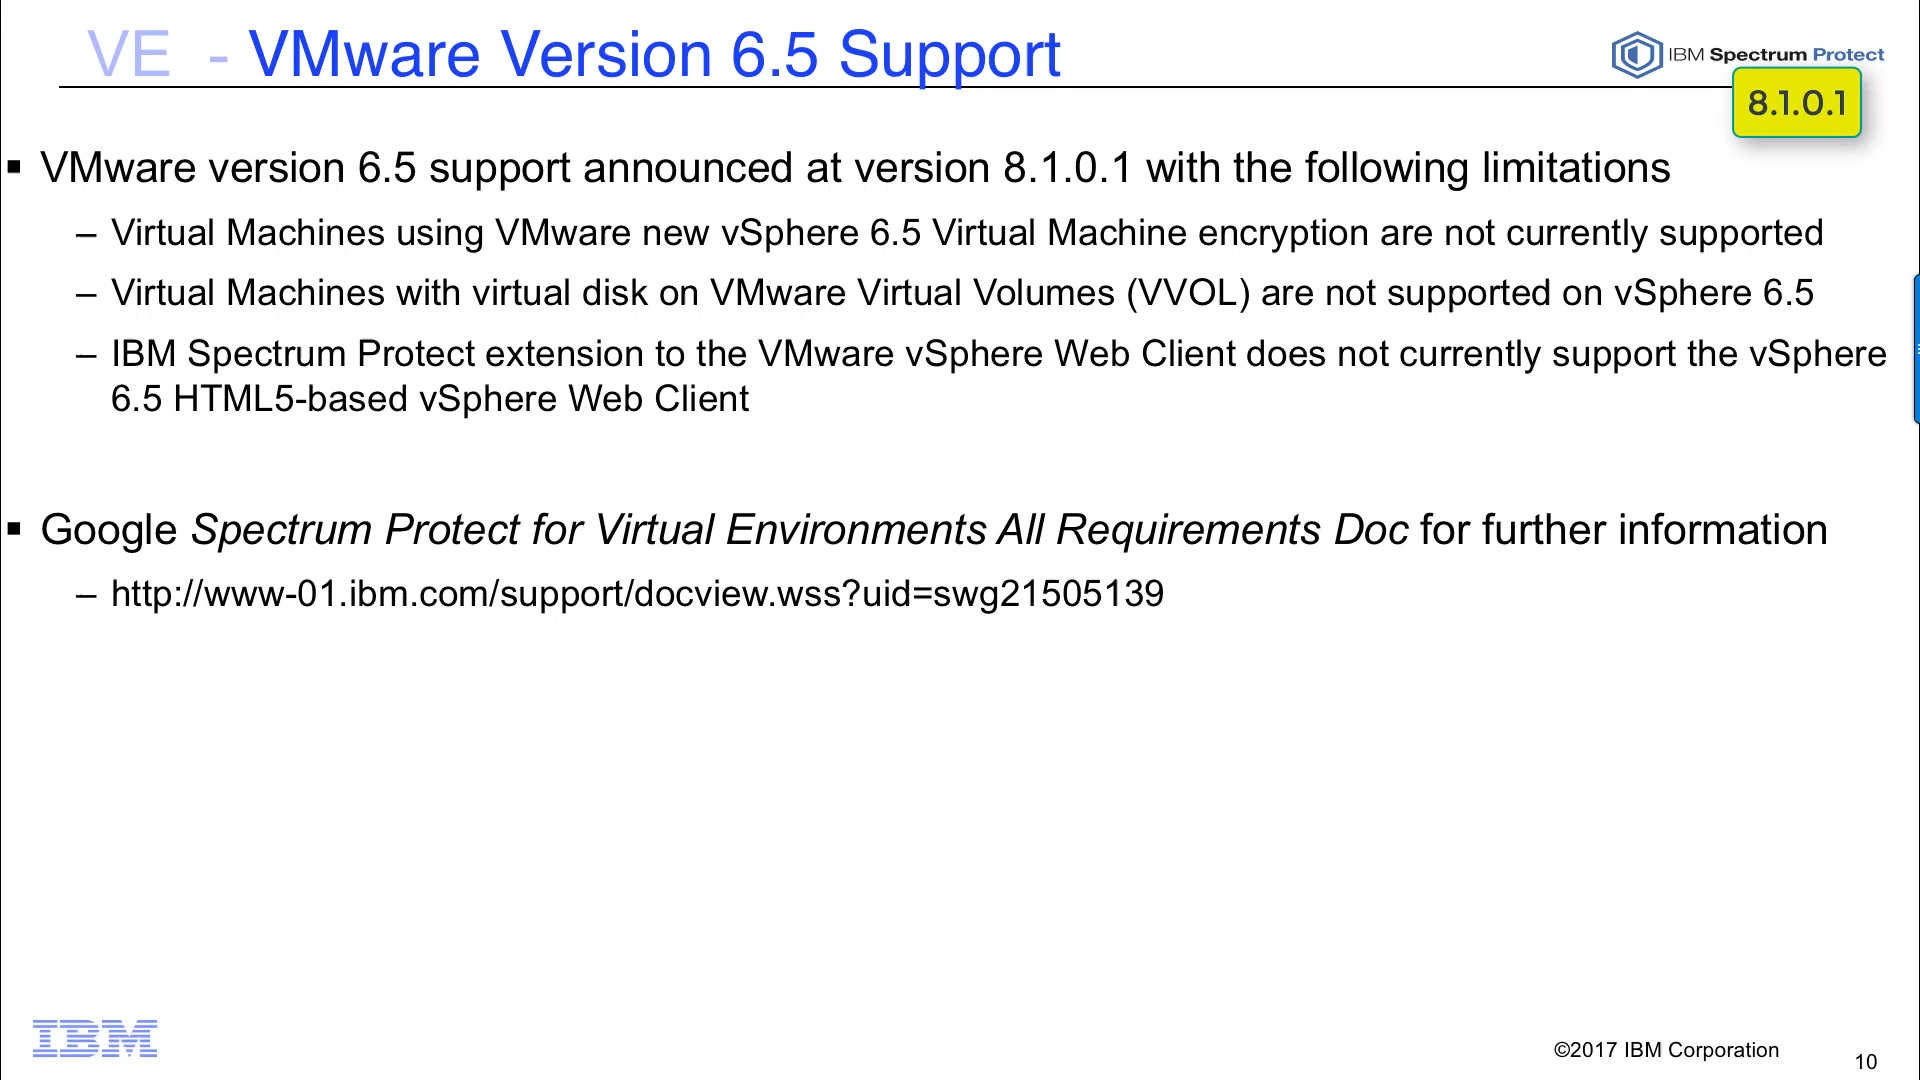 VE - VMware Version 6.5 Support
IBM Spectrum Protect
8.1.0.1
▪ VMware version 6.5 support announced at version 8.1.0.1 with the following limitations
– Virtual Machines using VMware new vSphere 6.5 Virtual Machine encryption are not currently supported
– Virtual Machines with virtual disk on VMware Virtual Volumes (VVOL) are not supported on vSphere 6.5
– IBM Spectrum Protect extension to the VMware vSphere Web Client does not currently support the vSphere
6.5 HTML5-based vSphere Web Client
▪ Google Spectrum Protect for Virtual Environments All Requirements Doc for further information
– http://www-01.ibm.com/support/docview.wss?uid=swg21505139
IBM
©2017 IBM Corporation
10